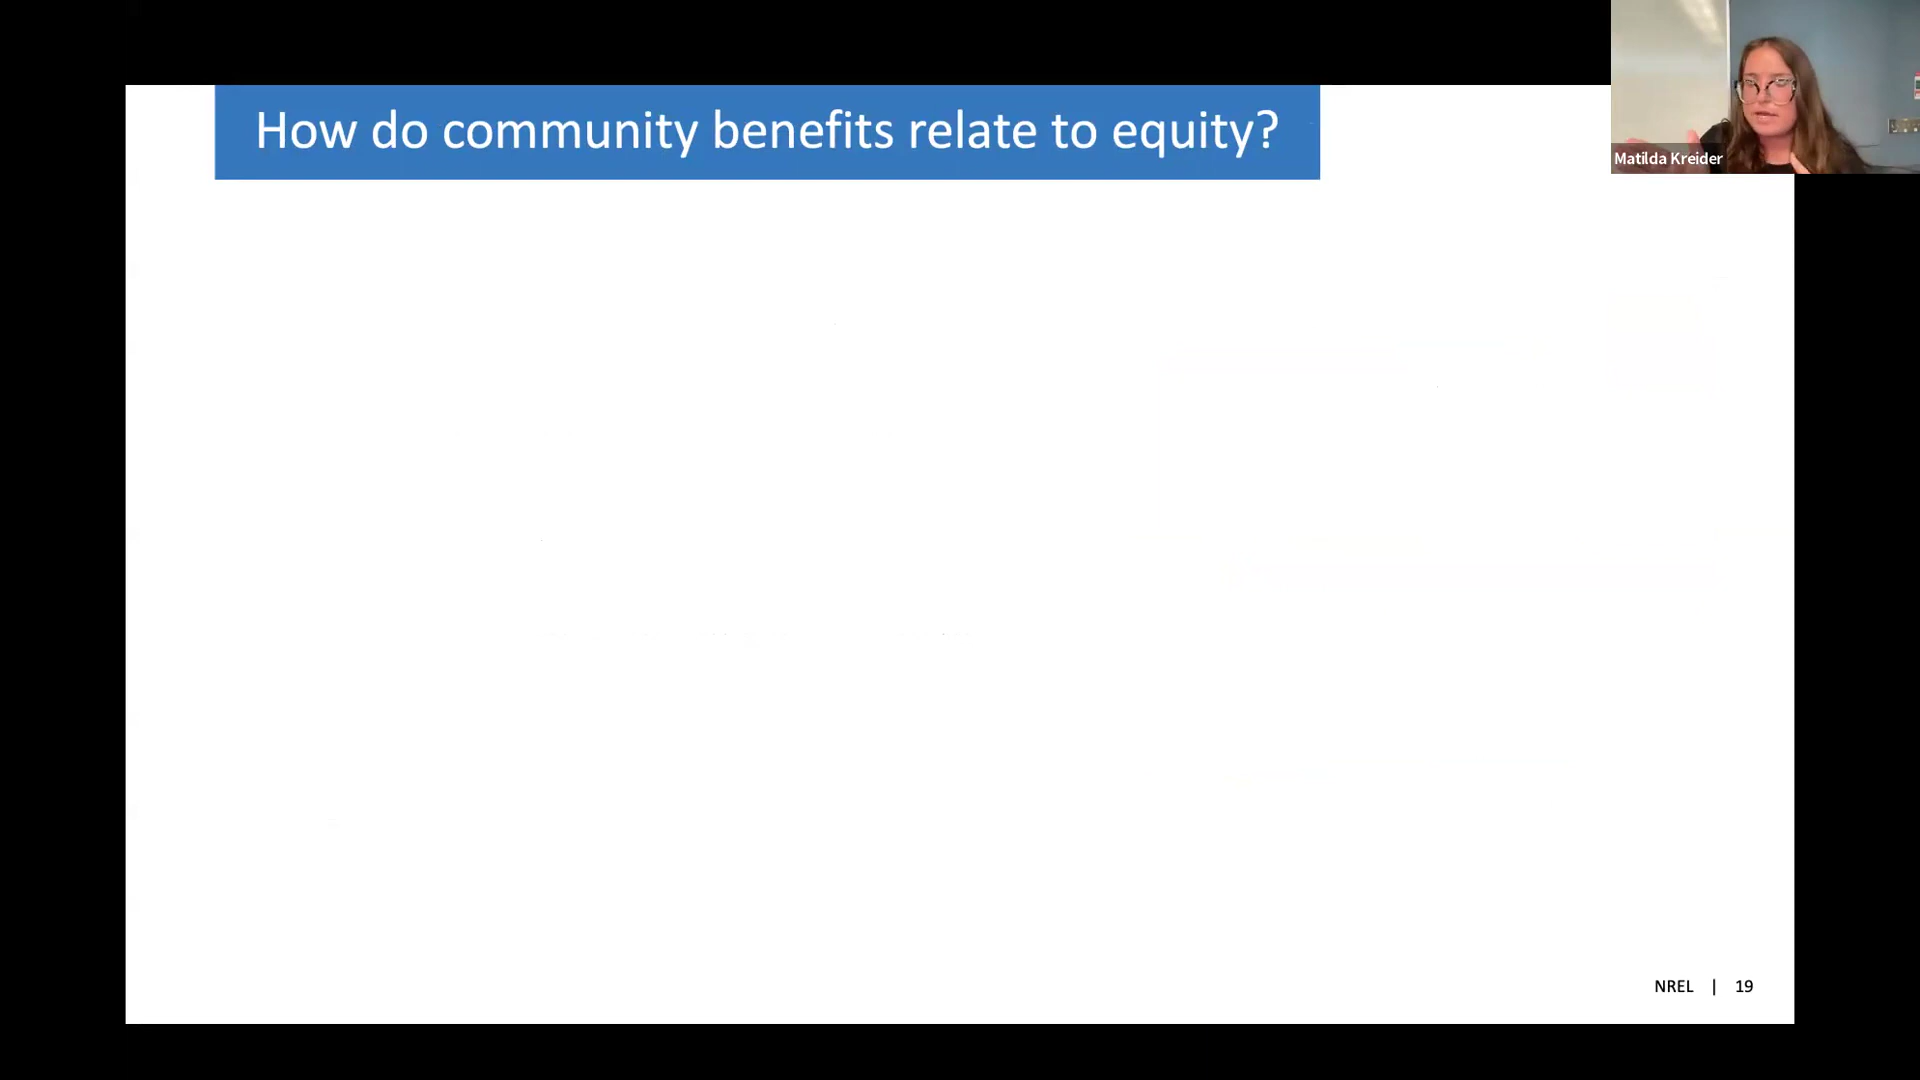 How do community benefits relate to equity?
Matilda Kreider
NREL | 19